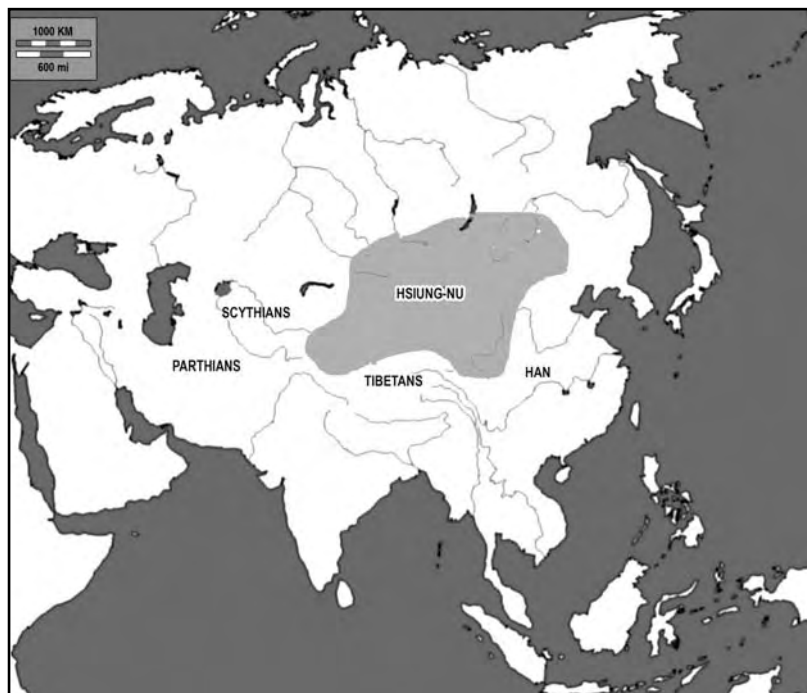 1000 KM
600 mi
HSIUNG-NU
SCYTHIANS
PARTHIANS
TIBETANS
HAN